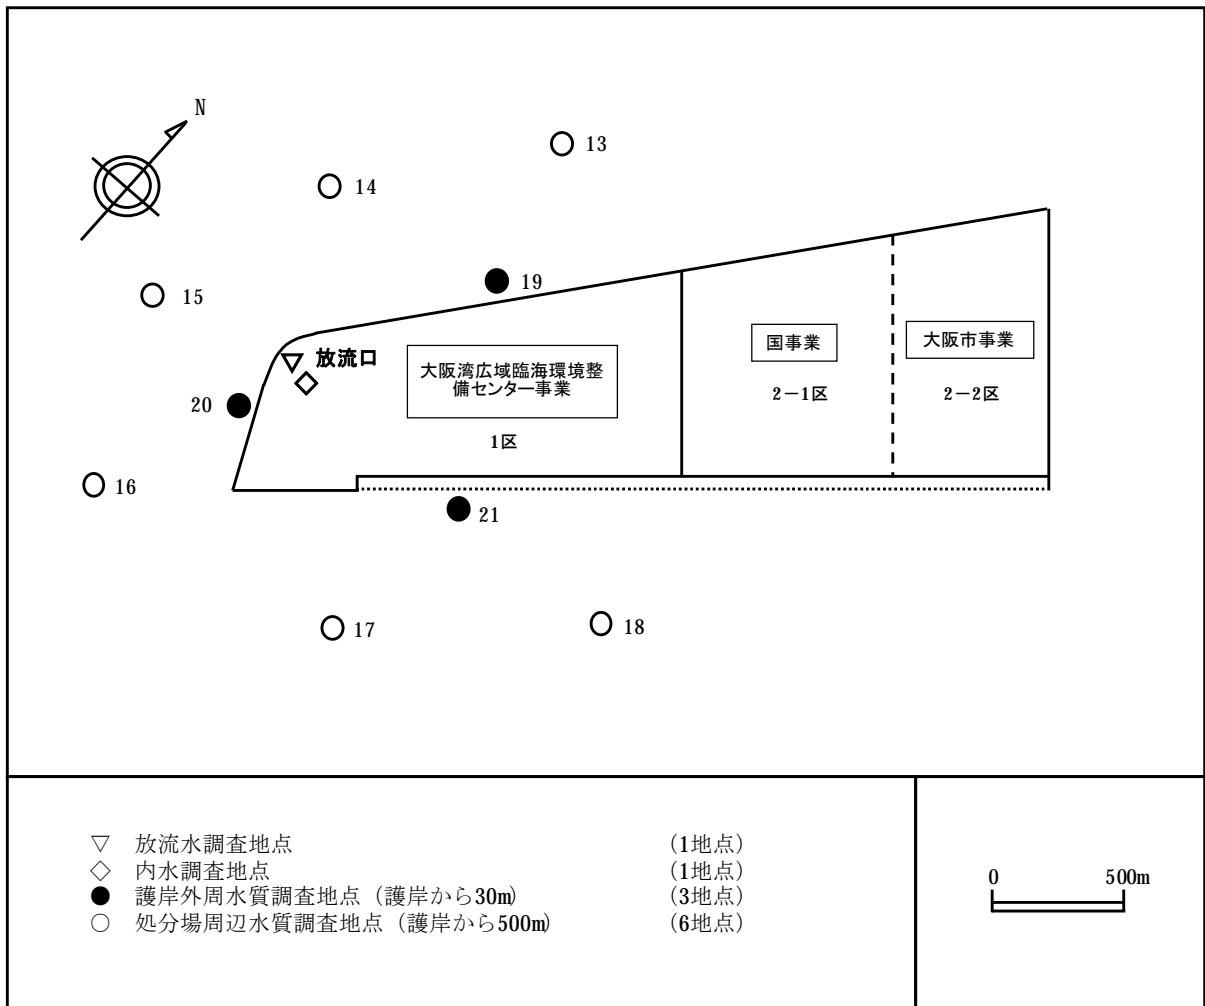 N
13
14
15
19
放流口
大阪湾広域臨海環境整
備センター事業
1区
国事業
2－1区
大阪市事業
2－2区
20
16
21
17
18
▽ 放流水調査地点 (1地点)
◇ 内水調査地点 (1地点)
● 護岸外周水質調査地点（護岸から30m) (3地点)
○ 処分場周辺水質調査地点（護岸から500m) (6地点)
0 500m